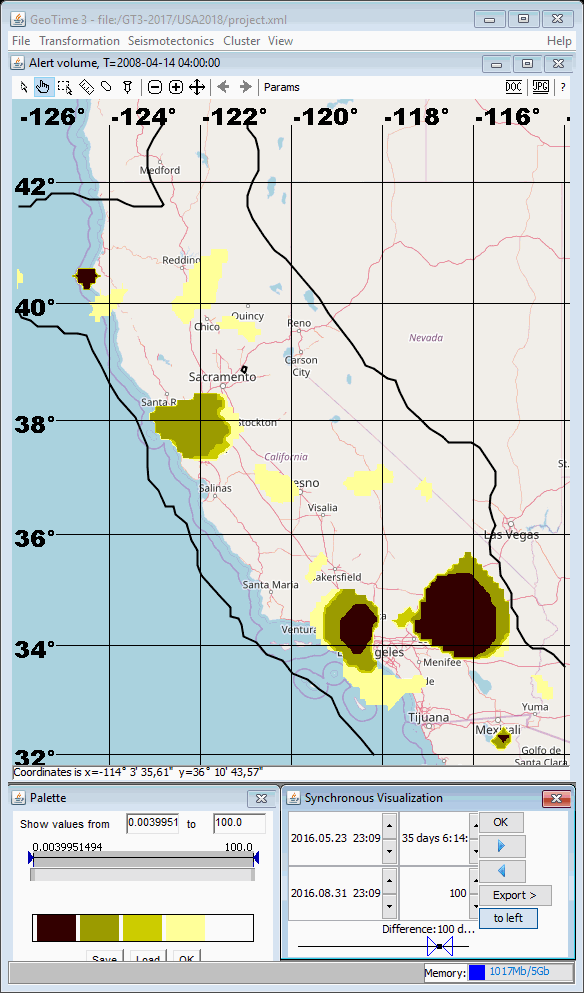 GeoTime 3 - file:/GT3-2017/USA2018/project.xml
File Transformation Seismotectonics Cluster View Help
Alert volume, T=2008-04-14 04:00:00
Params DOC JPG ?
-126° -124° -122° -120° -118° -116°
Medford
42°
Redding
40°
Quincy
Chico
Reno
Carson
City
Nevada
Sacramento
Santa R
38°
Stockton
California
esno
Salinas
Visalia
St.
36°
Las Vegas
Bakersfield
Santa Maria
Ventura
geles
34°
Menifee
Tijuana
Yuma
Mexicali
32°
Golfo de
Santa Clara
Coordinates is x=-114° 3' 35,61" y=36° 10' 43,57"
Palette
Show values from 0.0039951 to 100.0
0.0039951494 100.0
Save Load OK
Synchronous Visualization
2016.05.23 23:09 35 days 6:14: OK
2016.08.31 23:09 100
Export >
to left
Difference:100 d...
Memory: 1017Mb/5Gb